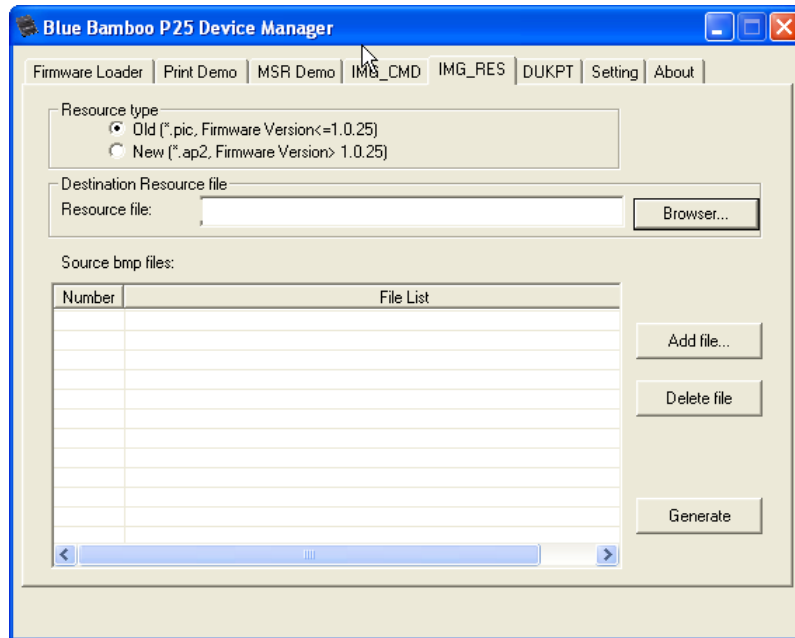 Blue Bamboo P25 Device Manager
Firmware Loader Print Demo MSR Demo IMG_CMD IMG_RES DUKPT Setting About
Resource type
Old (*.pic, Firmware Version<=1.0.25)
New (*.ap2, Firmware Version> 1.0.25)
Destination Resource file
Resource file:
Browser...
Source bmp files:
Number File List
Add file...
Delete file
Generate